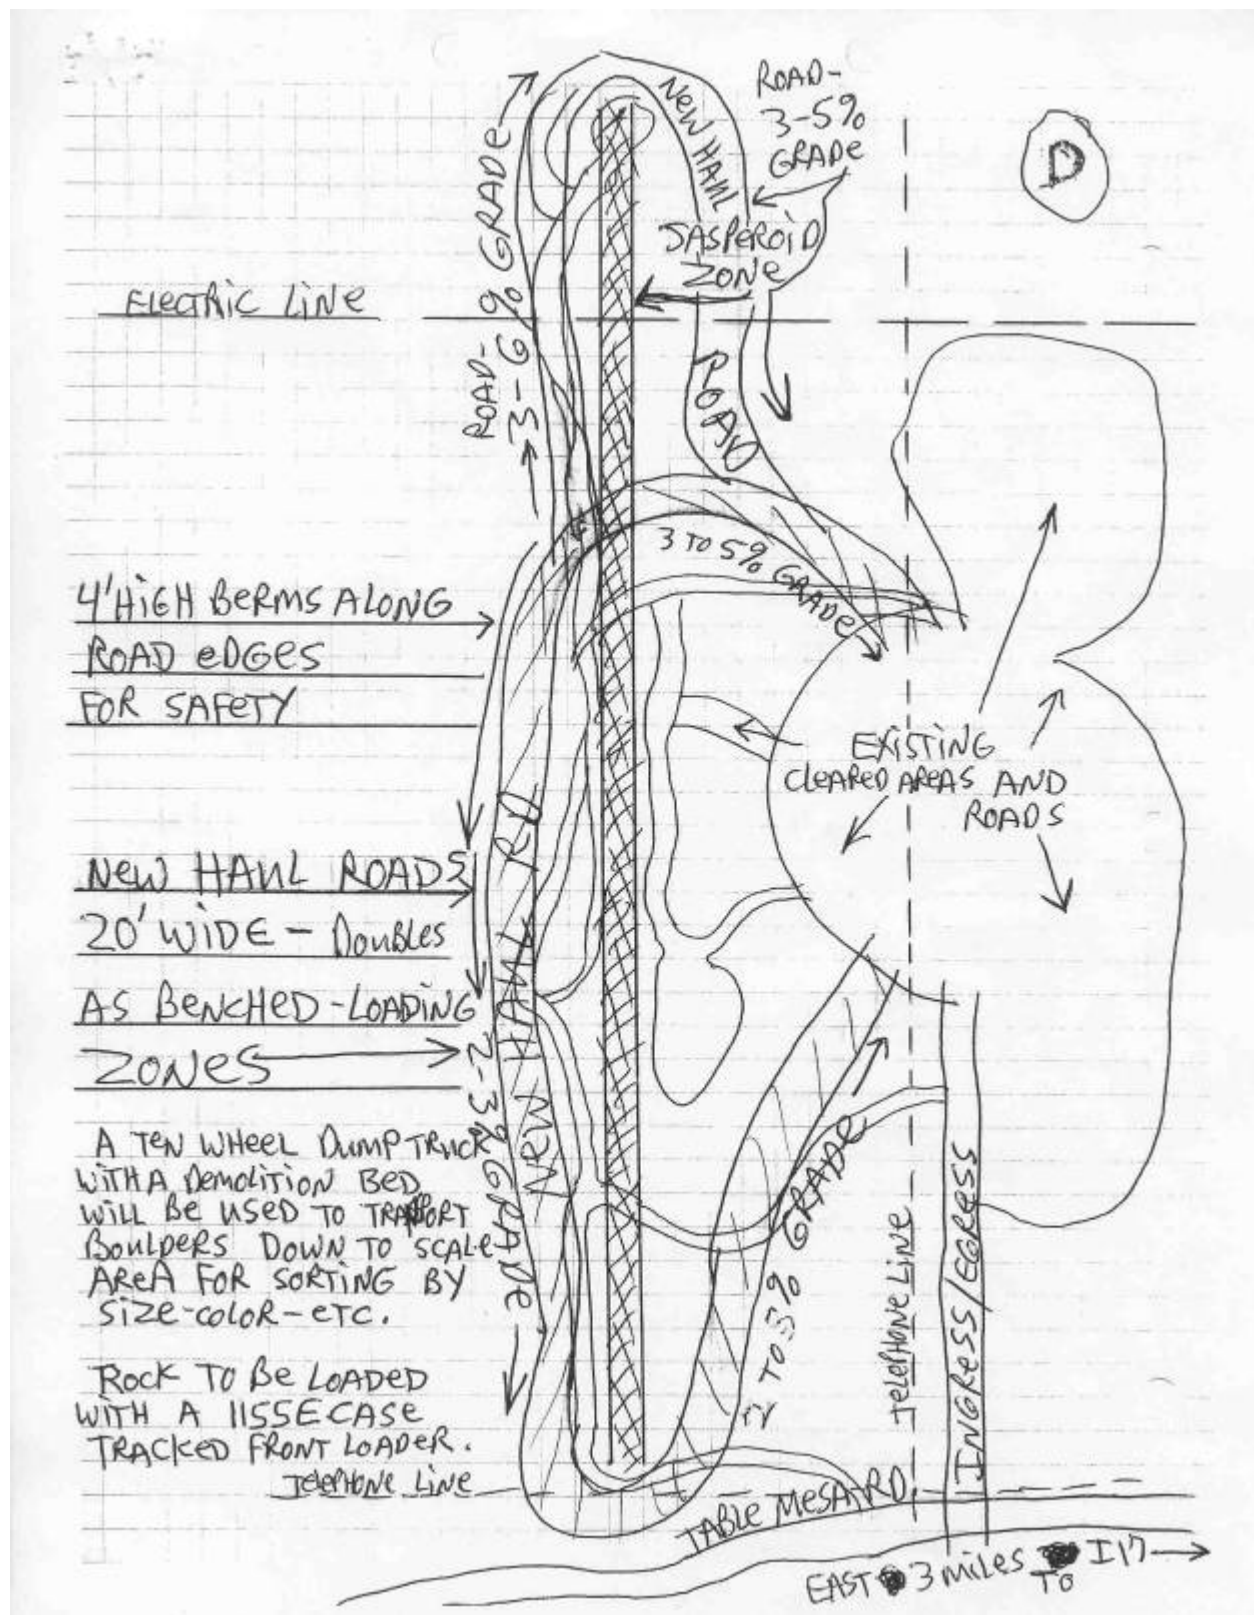 ROAD-
3-5%
GRADE
D
NEW HAUL
ROAD
JASPEROID
ZONE
ELECTRIC LINE
ROAD-
3-6% GRADE
3 TO 5% GRADE
4' HIGH BERMS ALONG
ROAD EDGES
FOR SAFETY
EXISTING
CLEARED AREAS AND
ROADS
NEW HAUL ROADS
20' WIDE - DOUBLES
AS BENCHED-LOADING
ZONES
NEW HAUL RD
2-3% GRADE
A TEN WHEEL DUMP TRUCK
WITH A DEMOLITION BED
WILL BE USED TO TRANSPORT
BOULDERS DOWN TO SCALE
AREA FOR SORTING BY
SIZE-COLOR-ETC.
ROCK TO BE LOADED
WITH A 1155E CASE
TRACKED FRONT LOADER.
TELEPHONE LINE
2 TO 5% GRADE
TELEPHONE LINE
INGRESS/EGRESS
TABLE MESA RD.
EAST 3 MILES TO I17